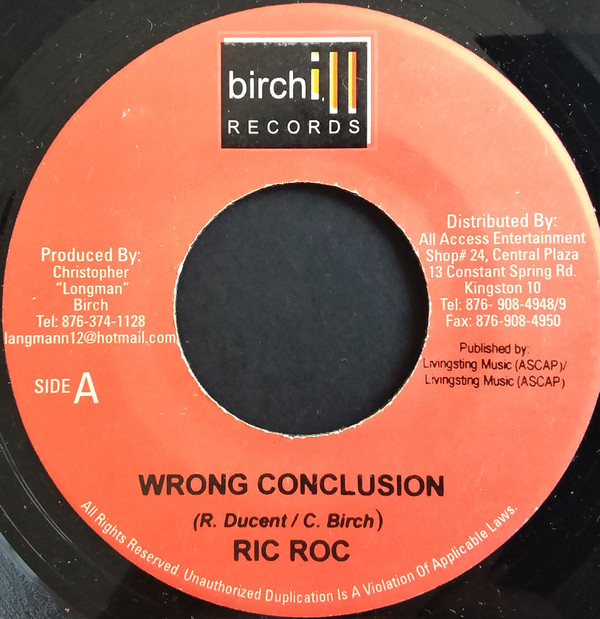 birchill
RECORDS
Produced By:
Christopher
"Longman"
Birch
Tel: 876-374-1128
langmann12@hotmail.com
SIDE A
Distributed By:
All Access Entertainment
Shop# 24, Central Plaza
13 Constant Spring Rd.
Kingston 10
Tel: 876- 908-4948/9
Fax: 876-908-4950
Published by:
Livingsting Music (ASCAP)/
Livingsting Music (ASCAP)
WRONG CONCLUSION
(R. Ducent / C. Birch)
RIC ROC
All Rights Reserved. Unauthorized Duplication Is A Violation Of Applicable Laws.